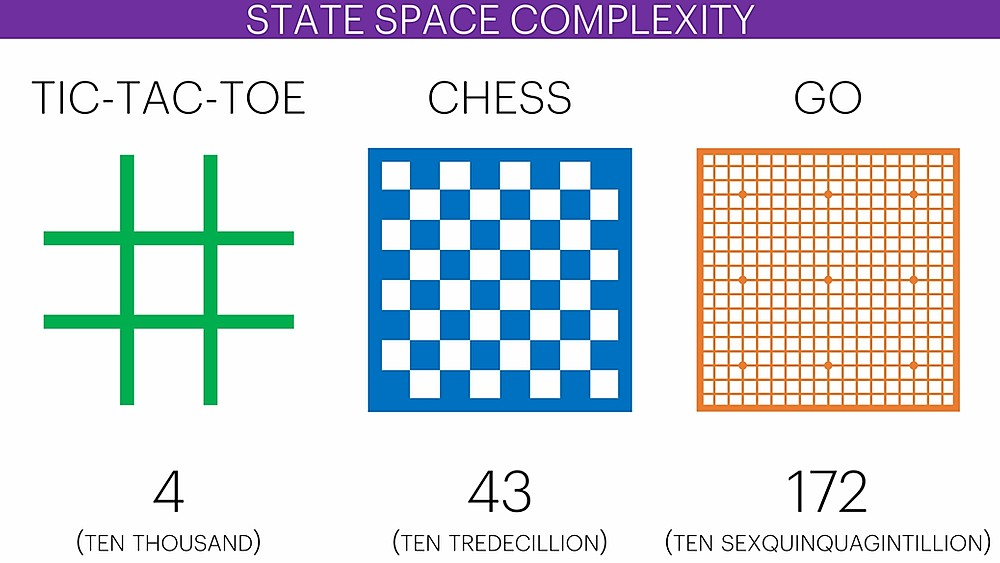 STATE SPACE COMPLEXITY
TIC-TAC-TOE
CHESS
GO
4
(TEN THOUSAND)
43
(TEN TREDECILLION)
172
(TEN SEXQUINQUAGINTILLION)